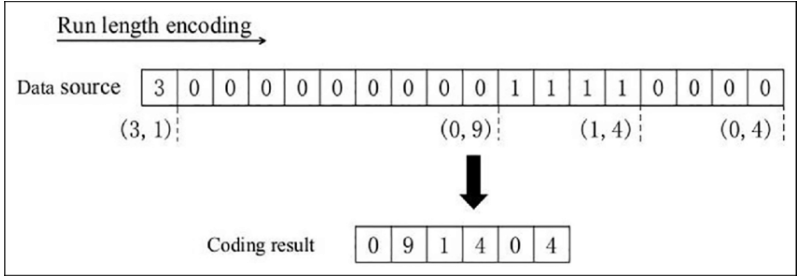 Run length encoding
Data source 3 0 0 0 0 0 0 0 0 0 1 1 1 1 0 0 0 0
(3, 1) (0, 9) (1, 4) (0, 4)
Coding result 0 9 1 4 0 4